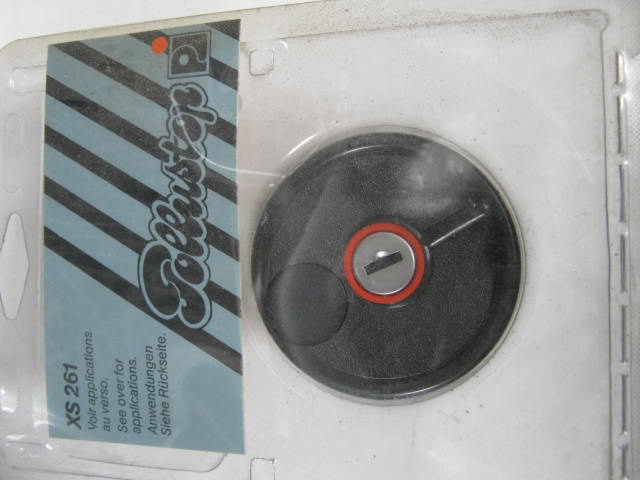 Pollustop
XS 261
Voir applications
au verso.
See over for
applications.
Anwendungen
Siehe Rückseite.